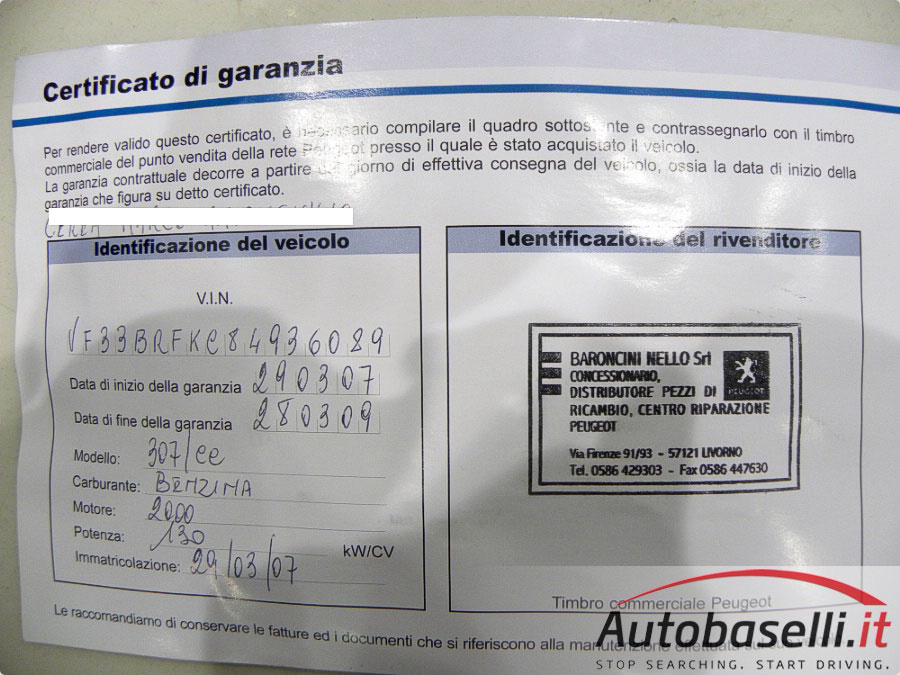 Certificato di garanzia
Per rendere valido questo certificato, è necessario compilare il quadro sottostante e contrassegnarlo con il timbro
commerciale del punto vendita della rete Peugeot presso il quale è stato acquistato il veicolo.
La garanzia contrattuale decorre a partire dal giorno di effettiva consegna del veicolo, ossia la data di inizio della
garanzia che figura su detto certificato.
Identificazione del veicolo
V.I.N.
VF33BRFKC84936089
Data di inizio della garanzia 290307
Data di fine della garanzia 280309
Modello: 307/CC
Carburante: BENZINA
Motore: 2000
Potenza: 130 kW/CV
Immatricolazione: 29/03/07
Identificazione del rivenditore
BARONCINI NELLO Srl
CONCESSIONARIO,
DISTRIBUTORE PEZZI DI
RICAMBIO, CENTRO RIPARAZIONE
PEUGEOT
PEUGEOT
Via Firenze 91/93 - 57121 LIVORNO
Tel. 0586 429303 - Fax 0586 447630
Timbro commerciale Peugeot
Le raccomandiamo di conservare le fatture ed i documenti che si riferiscono alla manutenzione effettuata
Autobaselli.it
STOP SEARCHING. START DRIVING.